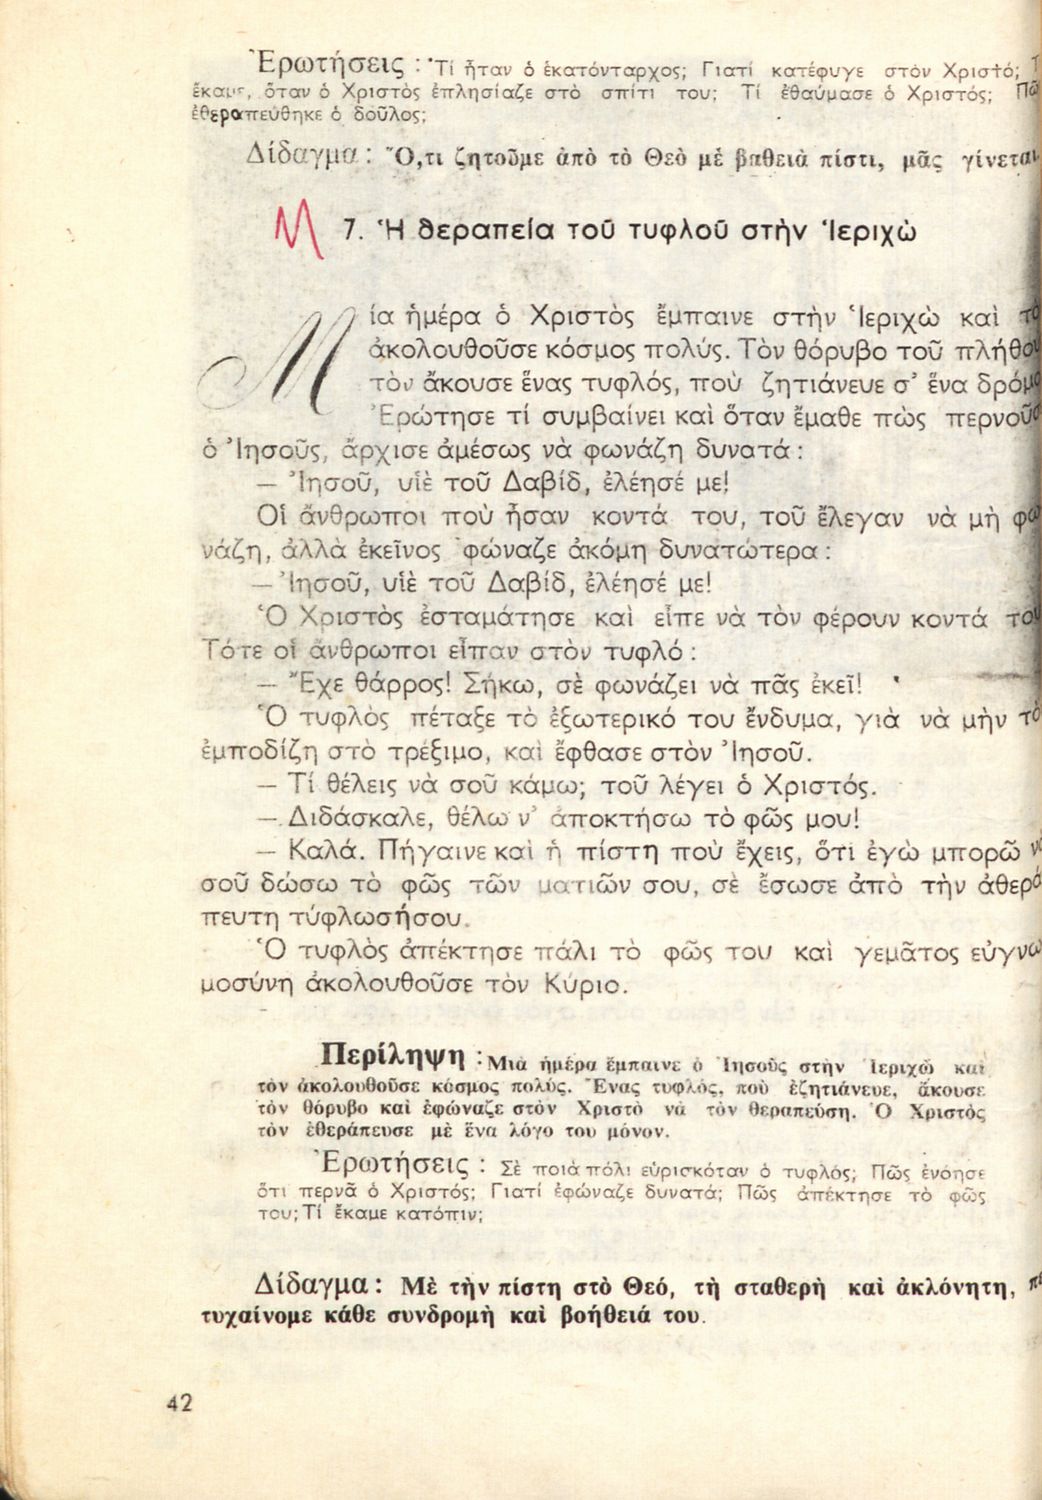 Ἐρωτήσεις : Τί ἦταν ὁ ἑκατόνταρχος; Γιατί κατέφυγε στὸν Χριστό;
ἔκαμε, ὅταν ὁ Χριστὸς ἐπλησίαζε στὸ σπίτι του; Τί ἐθαύμασε ὁ Χριστός; Πῶ
ἐθεραπεύθηκε ὁ δοῦλος;
Δίδαγμα : Ὅ,τι ζητοῦμε ἀπὸ τὸ Θεὸ μὲ βαθειὰ πίστι, μᾶς γίνεται
7. Ἡ θεραπεία τοῦ τυφλοῦ στὴν Ἱεριχὼ
Μία ἡμέρα ὁ Χριστὸς ἔμπαινε στὴν Ἱεριχὼ καὶ τὸ
ἀκολουθοῦσε κόσμος πολύς. Τὸν θόρυβο τοῦ πλήθου
τὸν ἄκουσε ἕνας τυφλός, ποὺ ζητιάνευε σ' ἕνα δρόμο
Ἐρώτησε τί συμβαίνει καὶ ὅταν ἔμαθε πὼς περνοῦσ
ὁ Ἰησοῦς, ἄρχισε ἀμέσως νὰ φωνάζη δυνατά :
— Ἰησοῦ, υἱὲ τοῦ Δαβίδ, ἐλέησέ με!
Οἱ ἄνθρωποι ποὺ ἦσαν κοντά του, τοῦ ἔλεγαν νὰ μὴ φω
νάζη, ἀλλὰ ἐκεῖνος φώναζε ἀκόμη δυνατώτερα :
— Ἰησοῦ, υἱὲ τοῦ Δαβίδ, ἐλέησέ με!
Ὁ Χριστὸς ἐσταμάτησε καὶ εἶπε νὰ τὸν φέρουν κοντά του
Τότε οἱ ἄνθρωποι εἶπαν στὸν τυφλό :
— Ἔχε θάρρος! Σήκω, σὲ φωνάζει νὰ πᾶς ἐκεῖ!
Ὁ τυφλὸς πέταξε τὸ ἐξωτερικό του ἔνδυμα, γιὰ νὰ μὴν τὸ
ἐμποδίζη στὸ τρέξιμο, καὶ ἔφθασε στὸν Ἰησοῦ.
— Τί θέλεις νὰ σοῦ κάμω; τοῦ λέγει ὁ Χριστός.
— Διδάσκαλε, θέλω ν' ἀποκτήσω τὸ φῶς μου!
— Καλά. Πήγαινε καὶ ἡ πίστη ποὺ ἔχεις, ὅτι ἐγὼ μπορῶ νὰ
σοῦ δώσω τὸ φῶς τῶν ματιῶν σου, σὲ ἔσωσε ἀπὸ τὴν ἀθερά
πευτη τύφλωσήσου.
Ὁ τυφλὸς ἀπέκτησε πάλι τὸ φῶς του καὶ γεμᾶτος εὐγνω
μοσύνη ἀκολουθοῦσε τὸν Κύριο.
Περίληψη : Μιὰ ἡμέρα ἔμπαινε ὁ Ἰησοῦς στὴν Ἱεριχὼ καὶ
τὸν ἀκολουθοῦσε κόσμος πολύς. Ἕνας τυφλός, ποὺ ἐζητιάνευε, ἄκουσε
τὸν θόρυβο καὶ ἐφώναζε στὸν Χριστὸ νὰ τὸν θεραπεύση. Ὁ Χριστὸς
τὸν ἐθεράπευσε μὲ ἕνα λόγο του μόνον.
Ἐρωτήσεις : Σὲ ποιὰ πόλι εὑρισκόταν ὁ τυφλός; Πῶς ἐνόησε
ὅτι περνᾶ ὁ Χριστός; Γιατί ἐφώναζε δυνατά; Πῶς ἀπέκτησε τὸ φῶς
του; Τί ἔκαμε κατόπιν;
Δίδαγμα : Μὲ τὴν πίστη στὸ Θεό, τὴ σταθερὴ καὶ ἀκλόνητη, πε
τυχαίνομε κάθε συνδρομὴ καὶ βοήθειά του.
42